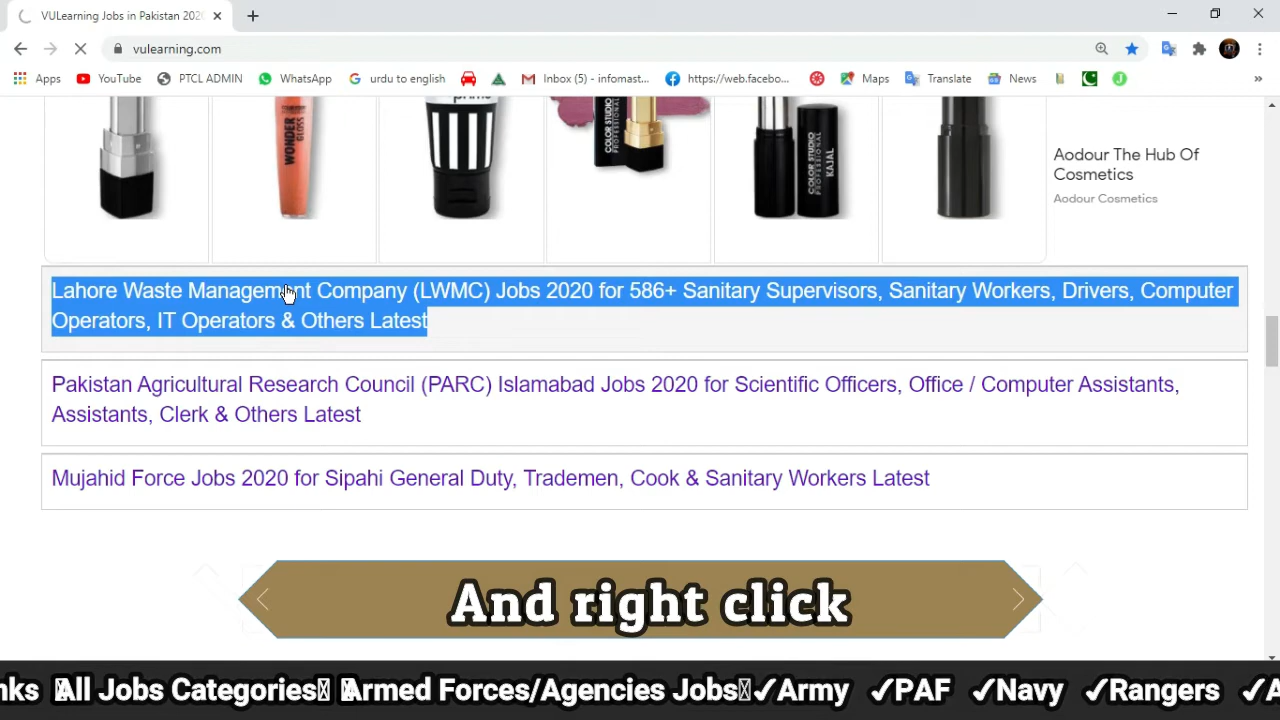 VULearning Jobs in Pakistan 202
vulearning.com
Apps YouTube PTCL ADMIN WhatsApp urdu to english Inbox (5) - infomast... https://web.facebo... Maps Translate News
WONDER GLOSS
COLOR STUDIO PROFESSIONAL
COLOR STUDIO PROFESSIONAL KAJAL
Aodour The Hub Of
Cosmetics
Aodour Cosmetics
Lahore Waste Management Company (LWMC) Jobs 2020 for 586+ Sanitary Supervisors, Sanitary Workers, Drivers, Computer
Operators, IT Operators & Others Latest
Pakistan Agricultural Research Council (PARC) Islamabad Jobs 2020 for Scientific Officers, Office / Computer Assistants,
Assistants, Clerk & Others Latest
Mujahid Force Jobs 2020 for Sipahi General Duty, Trademen, Cook & Sanitary Workers Latest
And right click
nks All Jobs Categories Armed Forces/Agencies Jobs ✓Army ✓PAF ✓Navy ✓Rangers ✓A